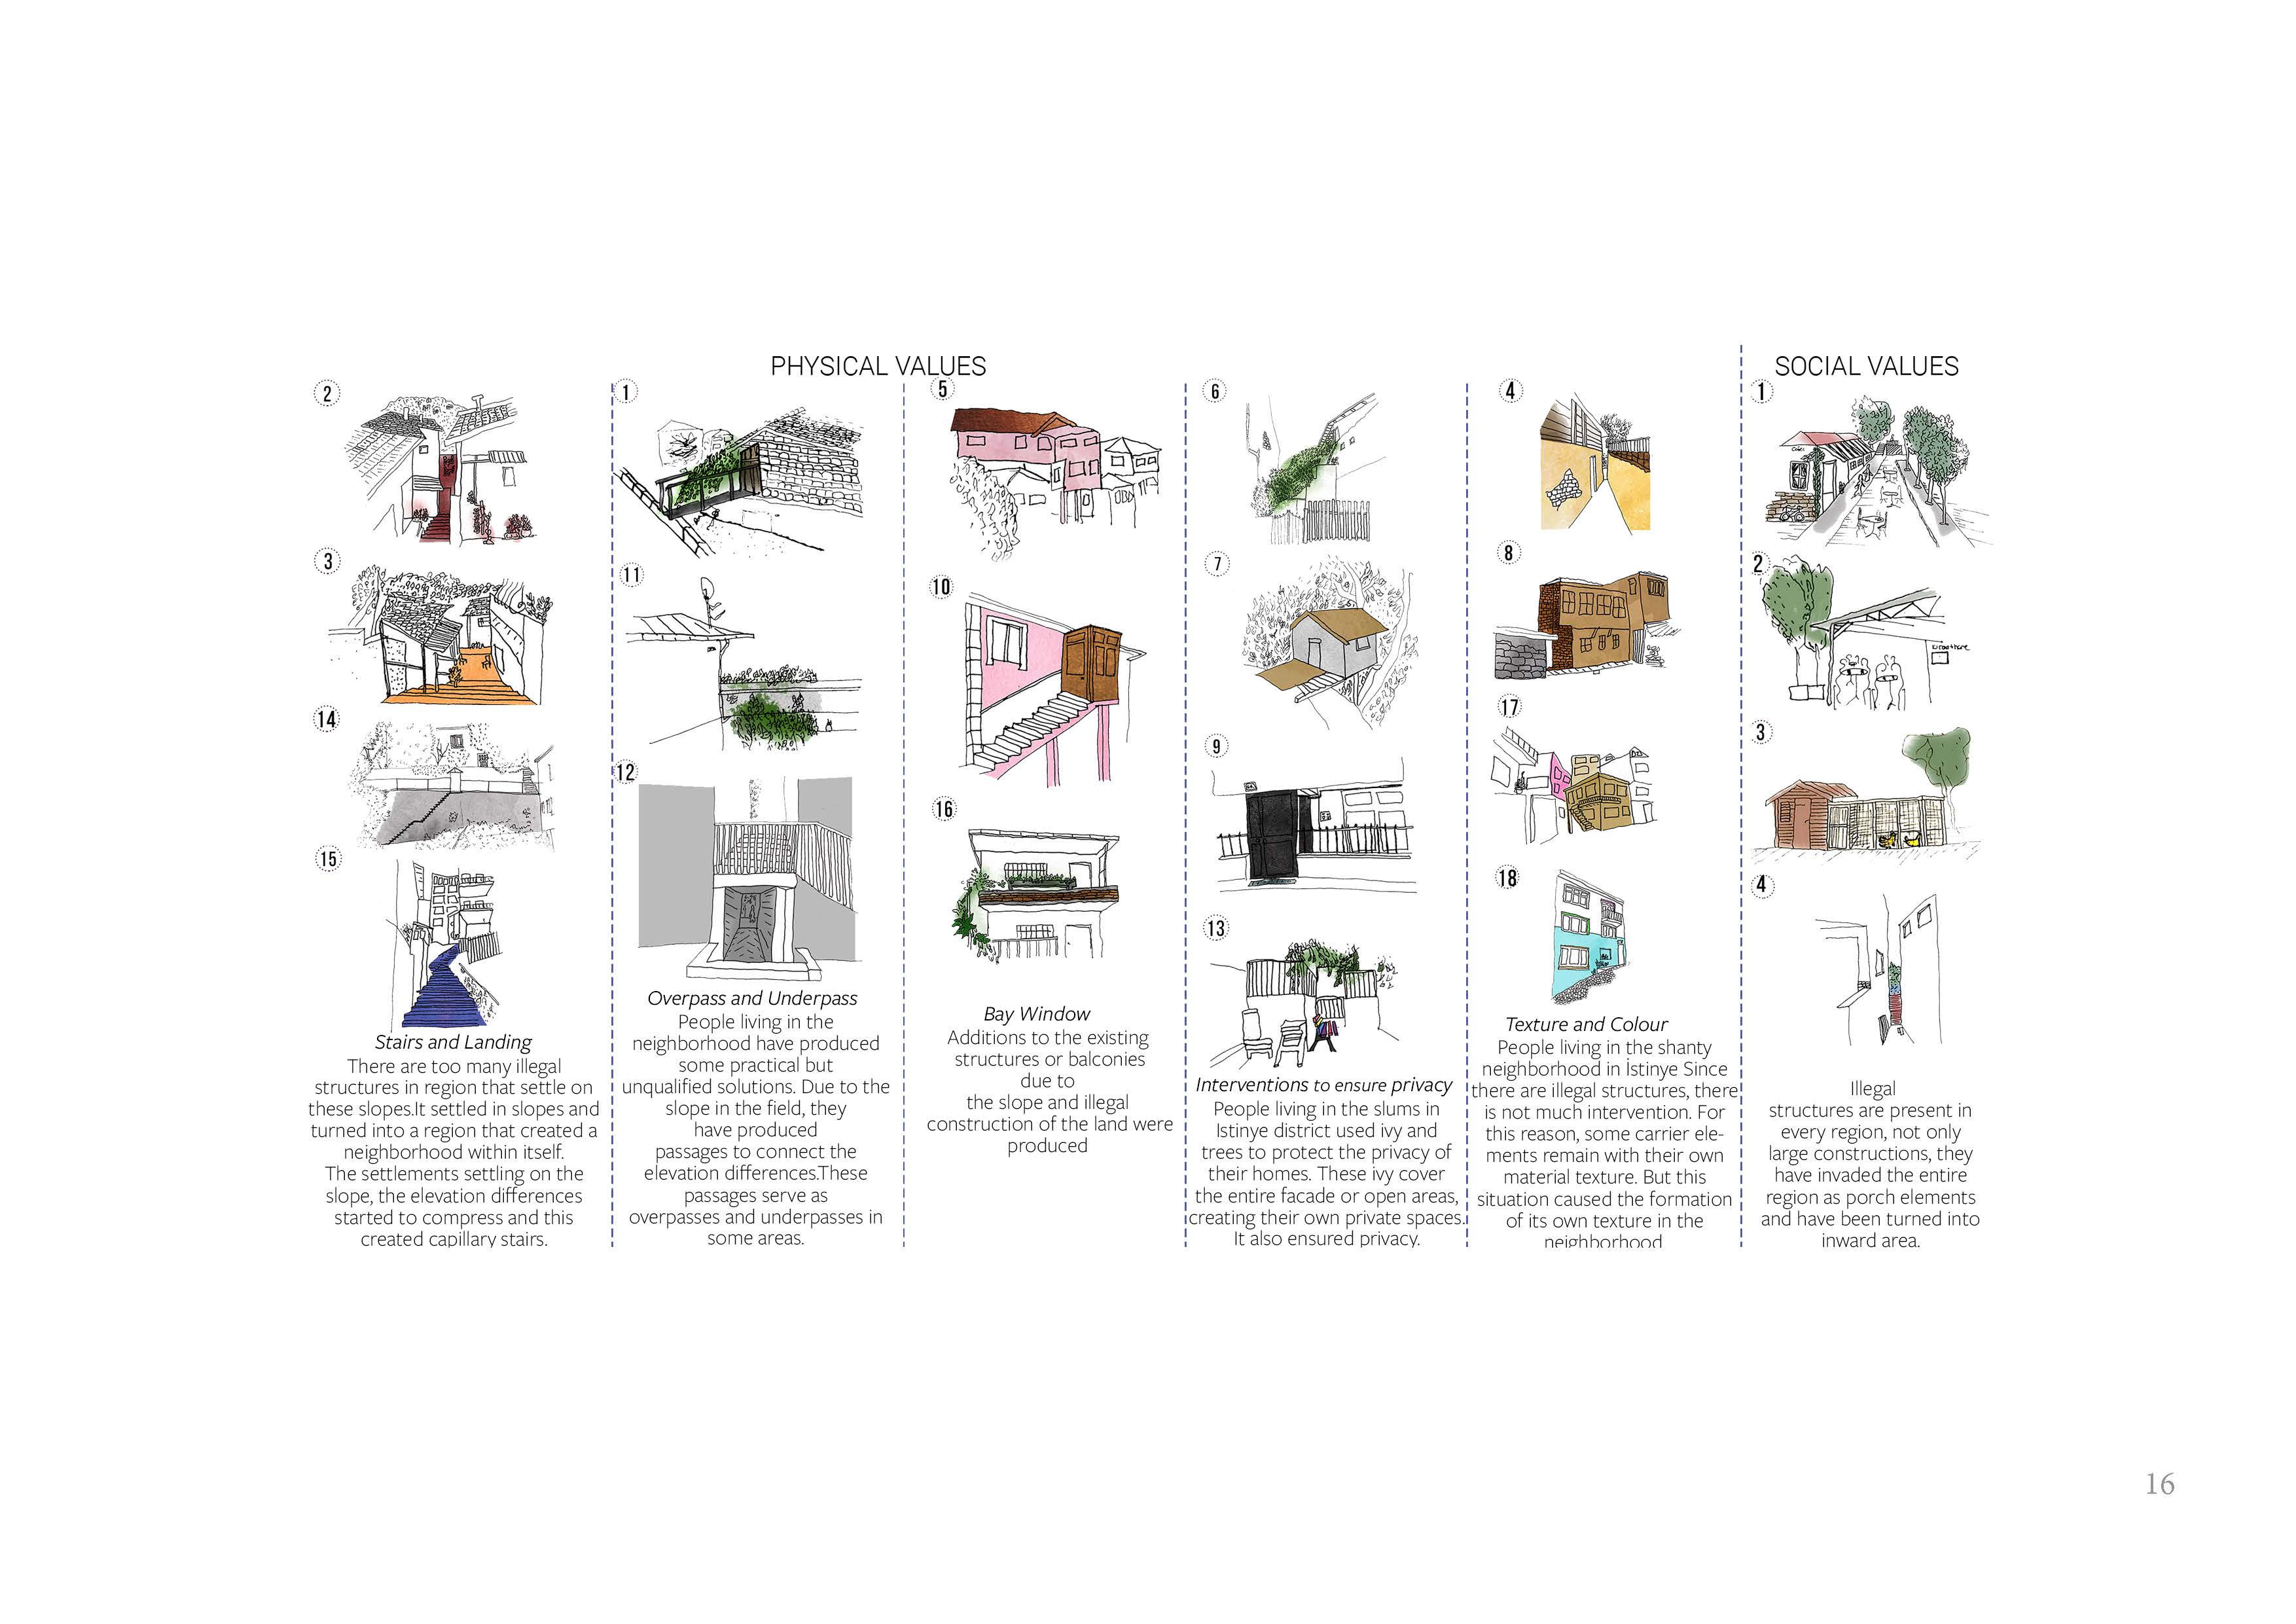 PHYSICAL VALUES
SOCIAL VALUES
2
3
14
15
Stairs and Landing
There are too many illegal
structures in region that settle on
these slopes.It settled in slopes and
turned into a region that created a
neighborhood within itself.
The settlements settling on the
slope, the elevation differences
started to compress and this
created capillary stairs.
1
11
12
Overpass and Underpass
People living in the
neighborhood have produced
some practical but
unqualified solutions. Due to the
slope in the field, they
have produced
passages to connect the
elevation differences.These
passages serve as
overpasses and underpasses in
some areas.
5
10
16
Bay Window
Additions to the existing
structures or balconies
due to
the slope and illegal
construction of the land were
produced
6
7
9
13
Interventions to ensure privacy
People living in the slums in
Istinye district used ivy and
trees to protect the privacy of
their homes. These ivy cover
the entire facade or open areas,
creating their own private spaces.
It also ensured privacy.
4
8
17
18
Texture and Colour
People living in the shanty
neighborhood in İstinye Since
there are illegal structures, there
is not much intervention. For
this reason, some carrier ele-
ments remain with their own
material texture. But this
situation caused the formation
of its own texture in the
neighborhood
1
2
3
4
Illegal
structures are present in
every region, not only
large constructions, they
have invaded the entire
region as porch elements
and have been turned into
inward area.
16